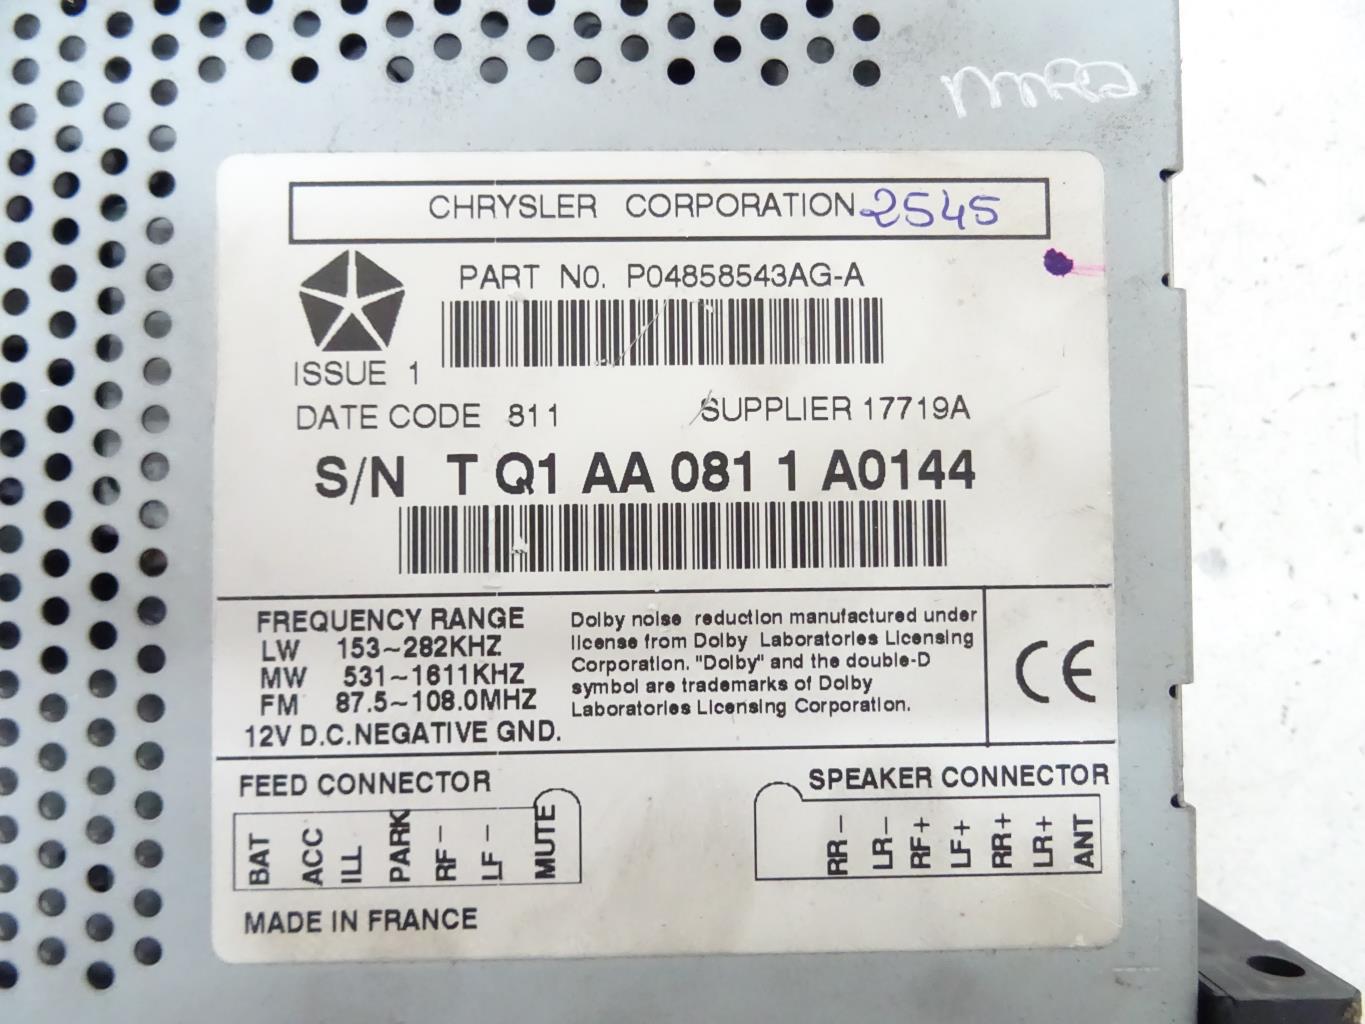 CHRYSLER CORPORATION 2545
PART NO. P04858543AG-A
ISSUE 1
DATE CODE 811 SUPPLIER 17719A
S/N T Q1 AA 081 1 A0144
FREQUENCY RANGE
LW 153~282KHZ
MW 531~1611KHZ
FM 87.5~108.0MHZ
12V D.C.NEGATIVE GND.
Dolby noise reduction manufactured under
license from Dolby Laboratories Licensing
Corporation. "Dolby" and the double-D
symbol are trademarks of Dolby
Laboratories Licensing Corporation.
CE
FEED CONNECTOR
BAT ACC ILL PARK RF- LF- MUTE
SPEAKER CONNECTOR
RR- LR- RF+ LF+ RR+ LR+ ANT
MADE IN FRANCE